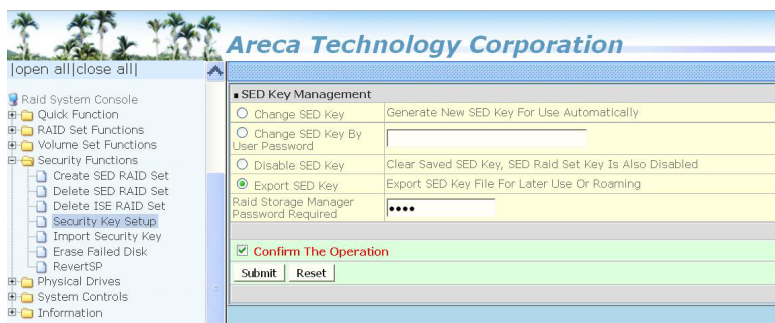 Areca Technology Corporation
|open all|close all|
Raid System Console
Quick Function
RAID Set Functions
Volume Set Functions
Security Functions
Create SED RAID Set
Delete SED RAID Set
Delete ISE RAID Set
Security Key Setup
Import Security Key
Erase Failed Disk
RevertSP
Physical Drives
System Controls
Information
SED Key Management
Change SED Key Generate New SED Key For Use Automatically
Change SED Key By
User Password
Disable SED Key Clear Saved SED Key, SED Raid Set Key Is Also Disabled
Export SED Key Export SED Key File For Later Use Or Roaming
Raid Storage Manager
Password Required
Confirm The Operation
Submit Reset